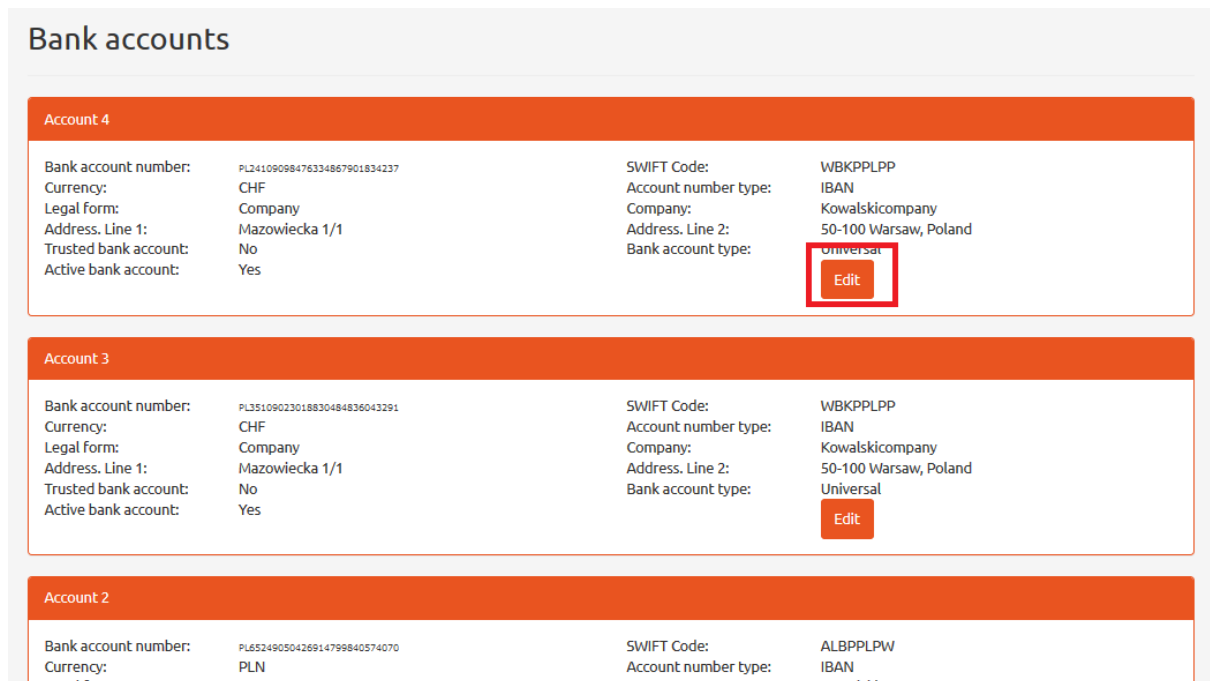 Bank accounts
Account 4
Bank account number: PL24109098476334867901834237 SWIFT Code: WBKPPLPP
Currency: CHF Account number type: IBAN
Legal form: Company Company: Kowalskicompany
Address. Line 1: Mazowiecka 1/1 Address. Line 2: 50-100 Warsaw, Poland
Trusted bank account: No Bank account type: Universal
Active bank account: Yes
Edit
Account 3
Bank account number: PL35109023018830484836043291 SWIFT Code: WBKPPLPP
Currency: CHF Account number type: IBAN
Legal form: Company Company: Kowalskicompany
Address. Line 1: Mazowiecka 1/1 Address. Line 2: 50-100 Warsaw, Poland
Trusted bank account: No Bank account type: Universal
Active bank account: Yes
Edit
Account 2
Bank account number: PL65249050426914799840574070 SWIFT Code: ALBPPLPW
Currency: PLN Account number type: IBAN